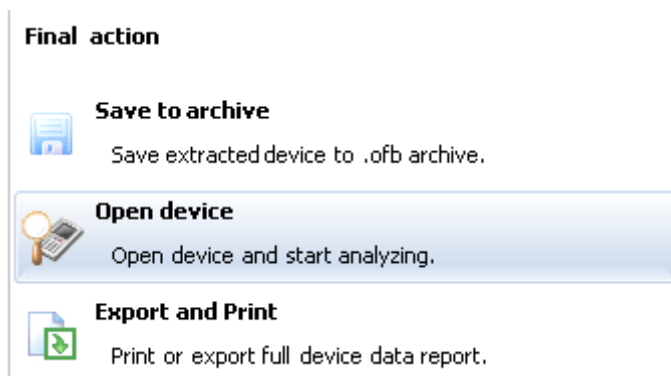 Final action
Save to archive
Save extracted device to .ofb archive.
Open device
Open device and start analyzing.
Export and Print
Print or export full device data report.